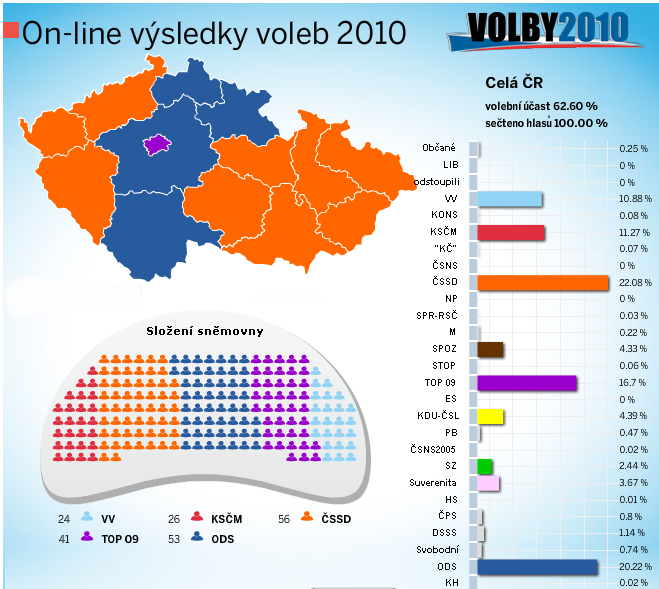 On-line výsledky voleb 2010
VOLBY2010
Celá ČR
volební účast 62.60 %
sečteno hlasů 100.00 %
Občané 0.25 %
LIB 0 %
odstoupili 0 %
VV 10.88 %
KONS 0.08 %
KSČM 11.27 %
"KČ" 0.07 %
ČSNS 0 %
ČSSD 22.08 %
NP 0 %
SPR-RSČ 0.03 %
M 0.22 %
SPOZ 4.33 %
STOP 0.06 %
TOP 09 16.7 %
ES 0 %
KDU-ČSL 4.39 %
PB 0.47 %
ČSNS2005 0.02 %
SZ 2.44 %
Suverenita 3.67 %
HS 0.01 %
ČPS 0.8 %
DSSS 1.14 %
Svobodní 0.74 %
ODS 20.22 %
KH 0.02 %
Složení sněmovny
24 VV 26 KSČM 56 ČSSD
41 TOP 09 53 ODS